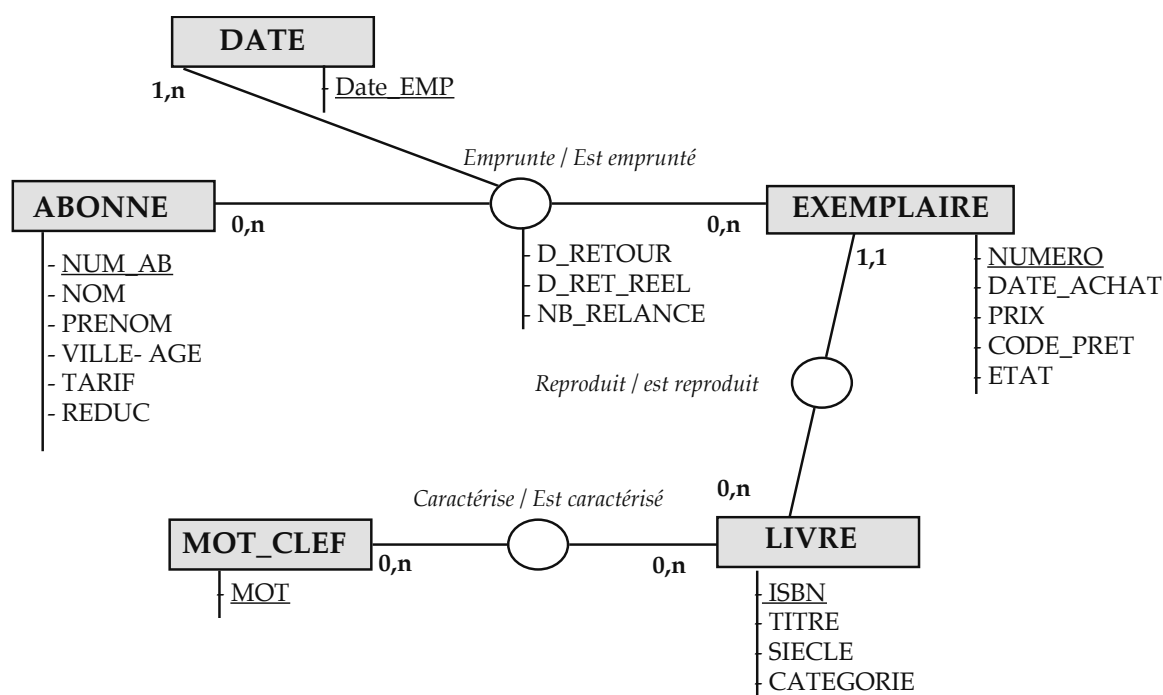 DATE
- Date_EMP
1,n
Emprunte / Est emprunté
ABONNE
0,n
0,n
EXEMPLAIRE
- NUM_AB
- NOM
- PRENOM
- VILLE- AGE
- TARIF
- REDUC
- D_RETOUR
- D_RET_REEL
- NB_RELANCE
1,1
- NUMERO
- DATE_ACHAT
- PRIX
- CODE_PRET
- ETAT
Reproduit / est reproduit
0,n
Caractérise / Est caractérisé
MOT_CLEF
0,n
0,n
LIVRE
- MOT
- ISBN
- TITRE
- SIECLE
- CATEGORIE